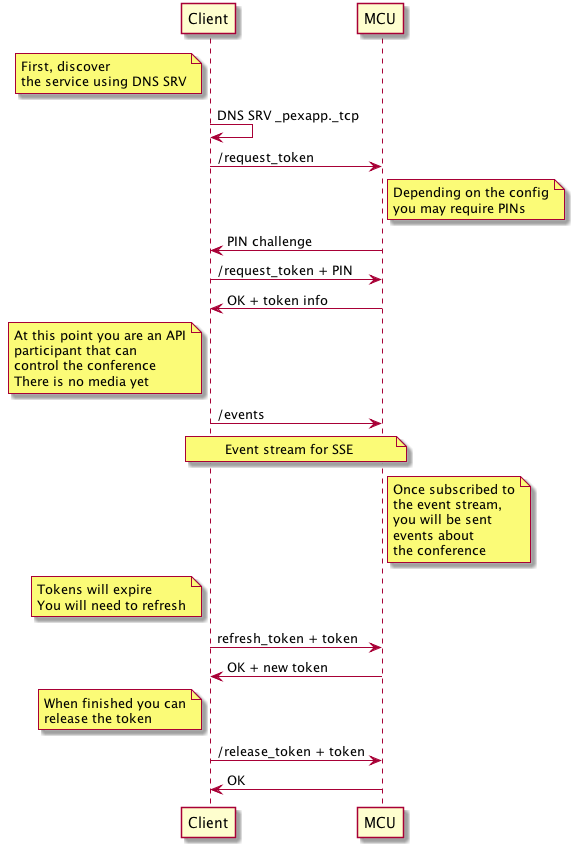 Client
MCU
First, discover
the service using DNS SRV
DNS SRV _pexapp._tcp
/request_token
Depending on the config
you may require PINs
PIN challenge
/request_token + PIN
OK + token info
At this point you are an API
participant that can
control the conference
There is no media yet
/events
Event stream for SSE
Once subscribed to
the event stream,
you will be sent
events about
the conference
Tokens will expire
You will need to refresh
refresh_token + token
OK + new token
When finished you can
release the token
/release_token + token
OK
Client
MCU